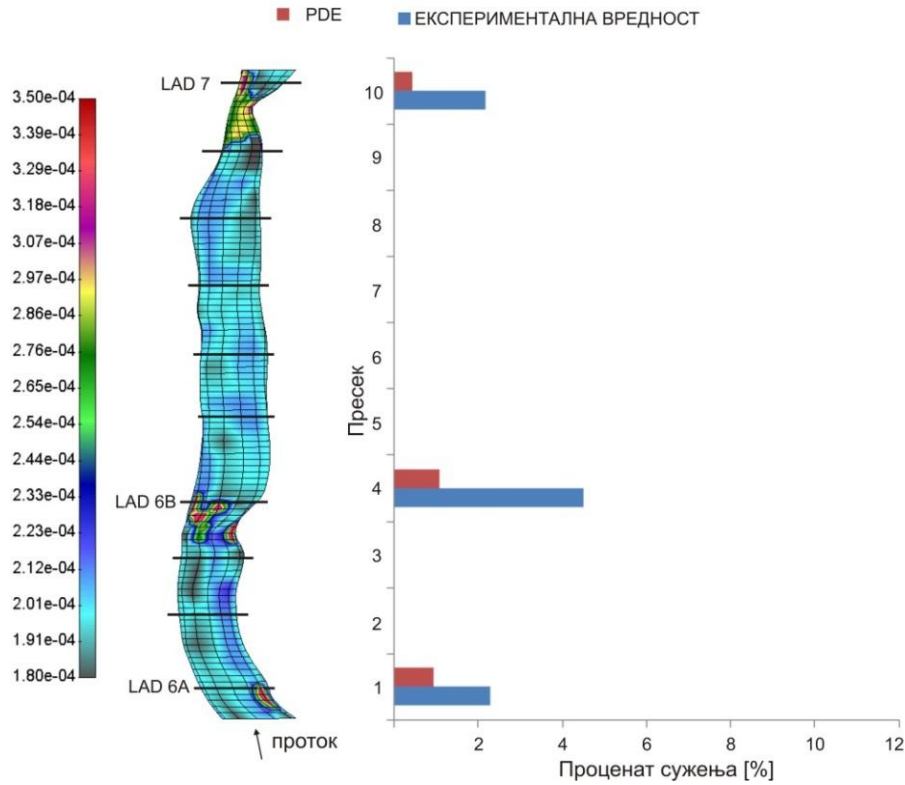 PDE
ЕКСПЕРИМЕНТАЛНА ВРЕДНОСТ
3.50e-04
3.39e-04
3.29e-04
3.18e-04
3.07e-04
2.97e-04
2.86e-04
2.76e-04
2.65e-04
2.54e-04
2.44e-04
2.33e-04
2.23e-04
2.12e-04
2.01e-04
1.91e-04
1.80e-04
LAD 7
LAD 6B
LAD 6A
проток
Пресек
10
9
8
7
6
5
4
3
2
1
2
4
6
8
10
12
Проценат сужења [%]